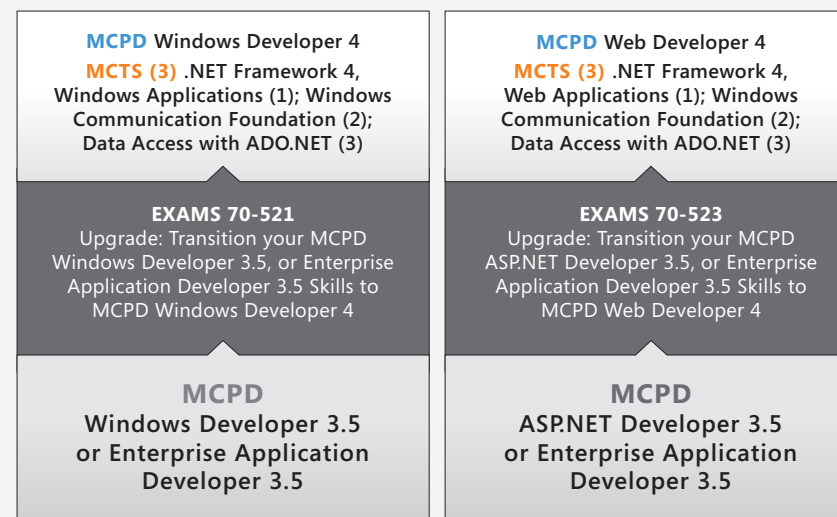 MCPD Windows Developer 4
MCTS (3) .NET Framework 4,
Windows Applications (1); Windows
Communication Foundation (2);
Data Access with ADO.NET (3)
EXAMS 70-521
Upgrade: Transition your MCPD
Windows Developer 3.5, or Enterprise
Application Developer 3.5 Skills to
MCPD Windows Developer 4
MCPD
Windows Developer 3.5
or Enterprise Application
Developer 3.5
MCPD Web Developer 4
MCTS (3) .NET Framework 4,
Web Applications (1); Windows
Communication Foundation (2);
Data Access with ADO.NET (3)
EXAMS 70-523
Upgrade: Transition your MCPD
ASP.NET Developer 3.5, or Enterprise
Application Developer 3.5 Skills to
MCPD Web Developer 4
MCPD
ASP.NET Developer 3.5
or Enterprise Application
Developer 3.5